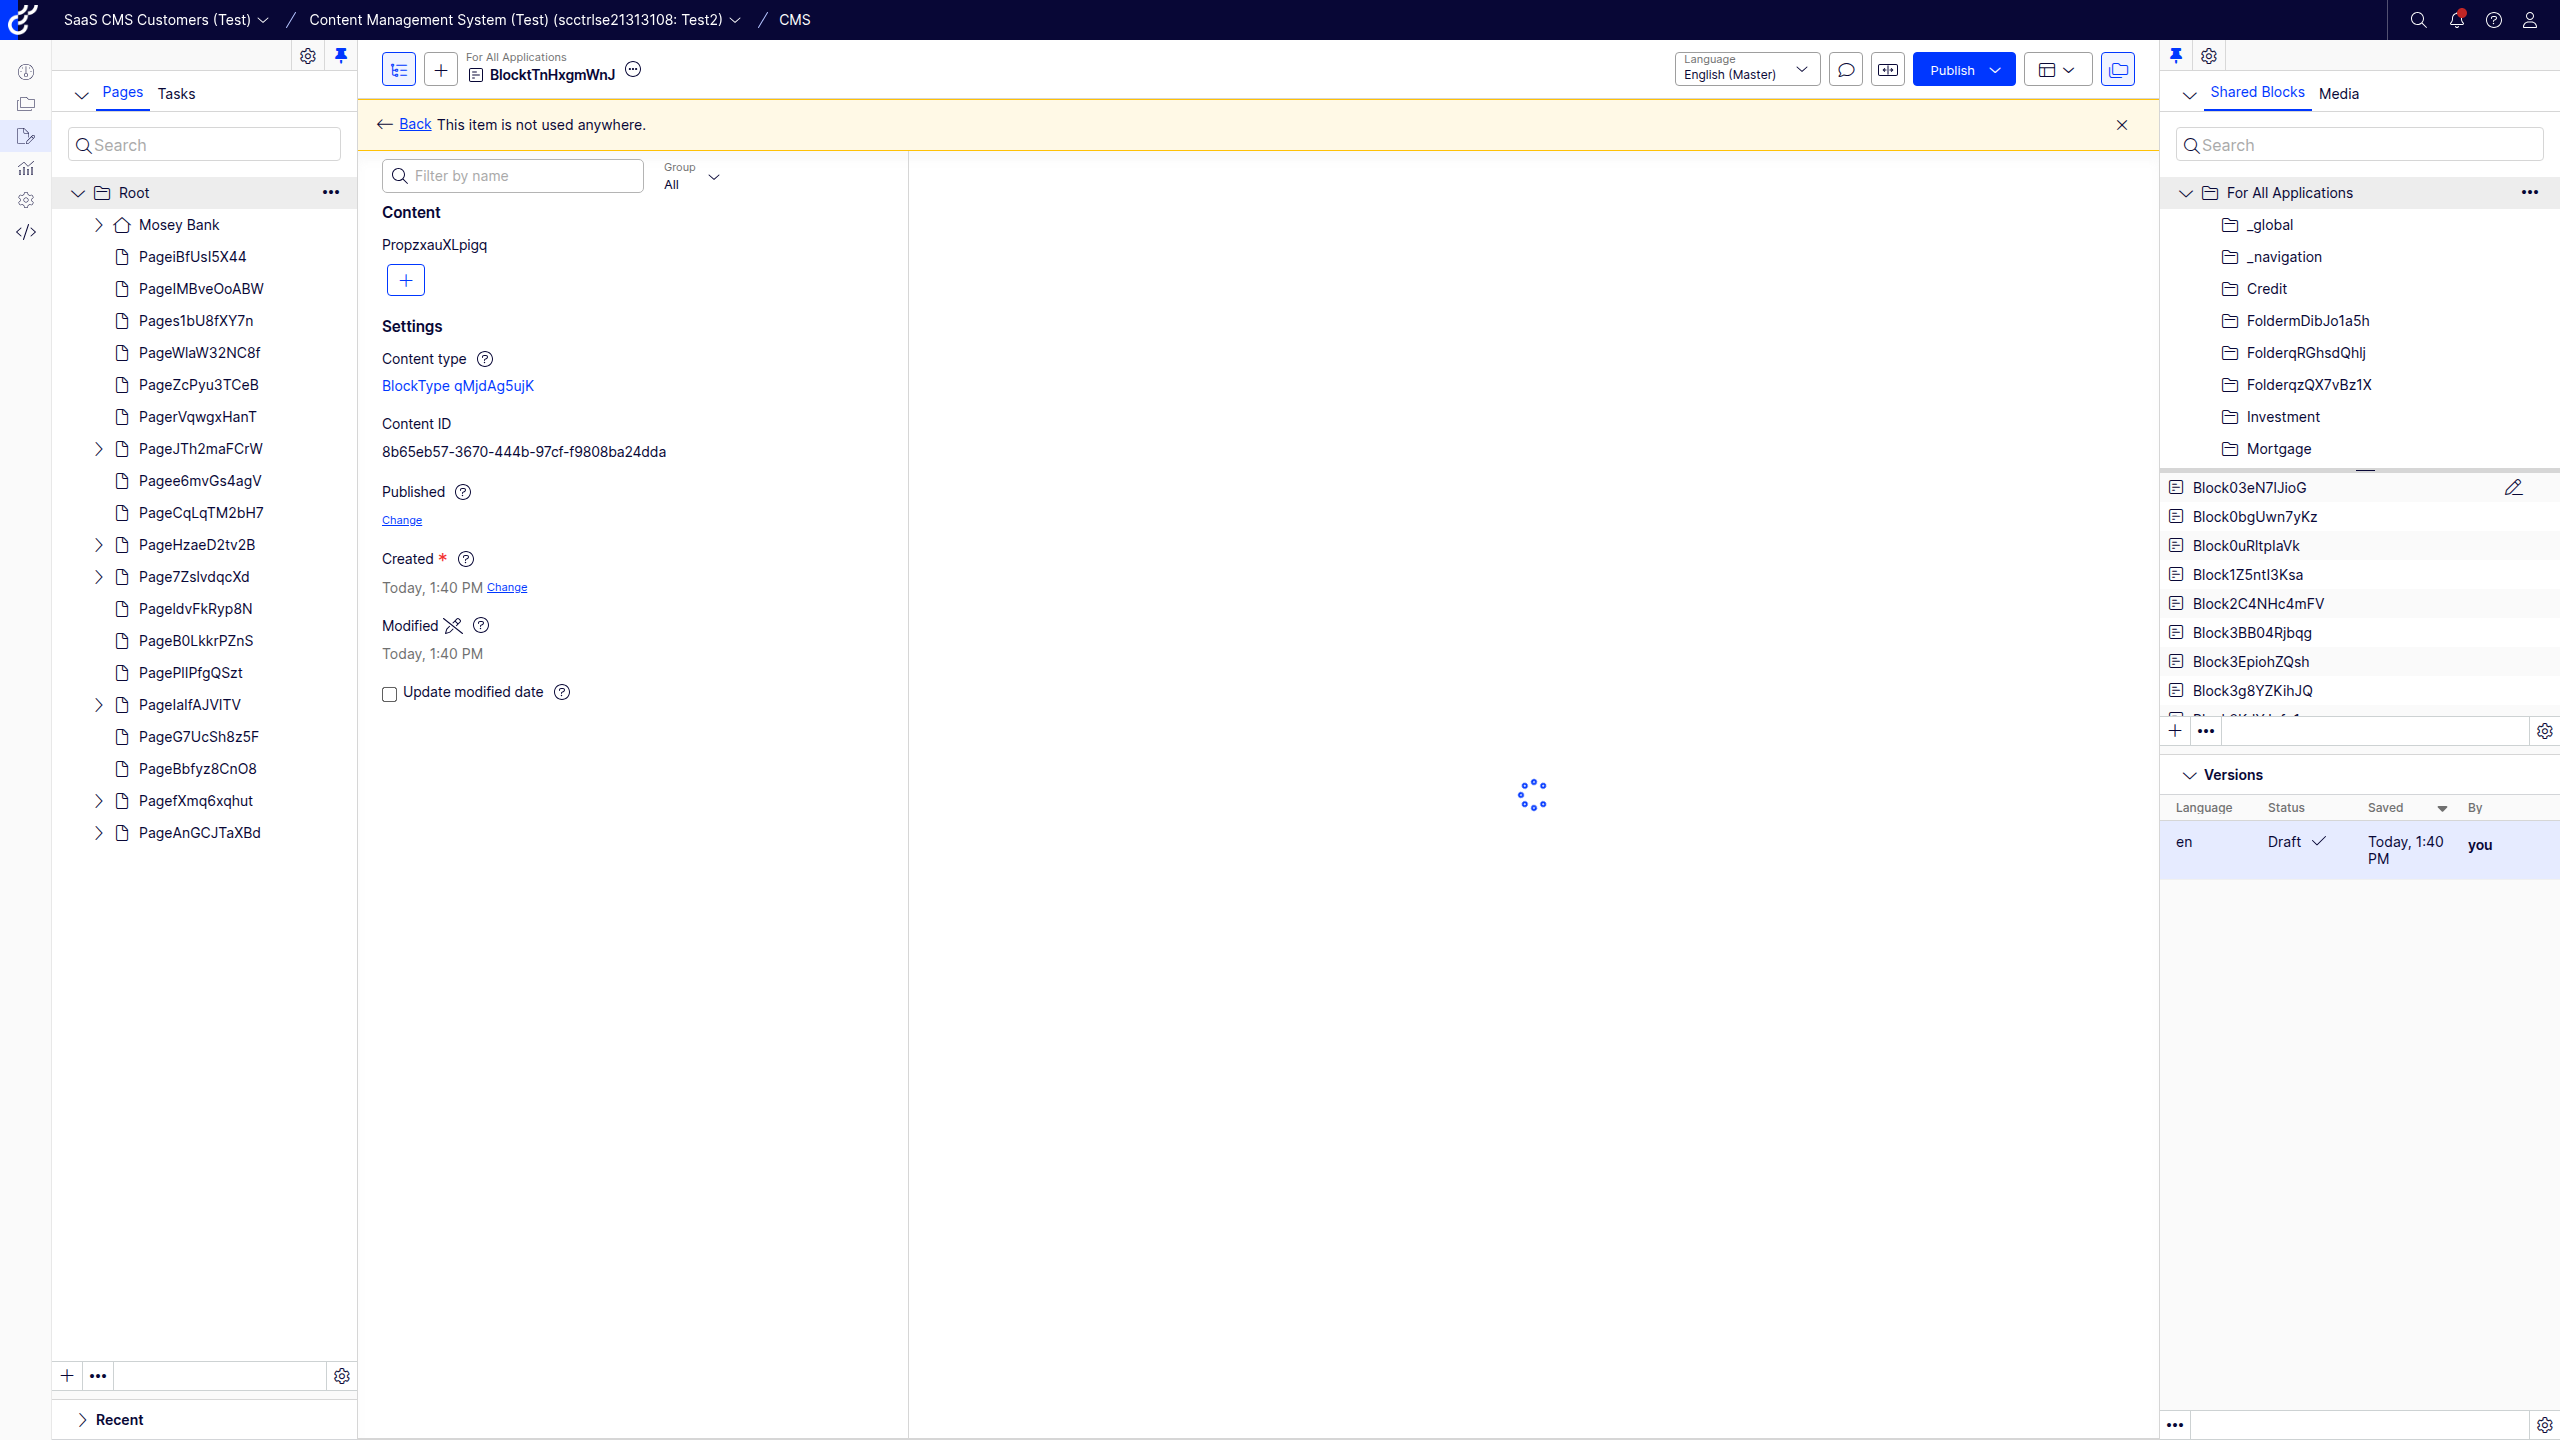 SaaS CMS Customers (Test) / Content Management System (Test) (scctrlse21313108: Test2) / CMS
Pages Tasks
Search
Root
Mosey Bank
PageiBfUsI5X44
PageIMBveOoABW
Pages1bU8fXY7n
PageWlaW32NC8f
PageZcPyu3TCeB
PagerVqwgxHanT
PageJTh2maFCrW
Pagee6mvGs4agV
PageCqLqTM2bH7
PageHzaeD2tv2B
Page7ZslvdqcXd
PageldvFkRyp8N
PageB0LkkrPZnS
PagePIlPfgQSzt
PagelaIfAJVITV
PageG7UcSh8z5F
PageBbfyz8CnO8
PagefXmq6xqhut
PageAnGCJTaXBd
Recent
For All Applications
BlocktTnHxgmWnJ
Language
English (Master)
Publish
Back This item is not used anywhere.
Filter by name
Group
All
Content
PropzxauXLpigq
Settings
Content type
BlockType qMjdAg5ujK
Content ID
8b65eb57-3670-444b-97cf-f9808ba24dda
Published
Change
Created *
Today, 1:40 PM Change
Modified
Today, 1:40 PM
Update modified date
Shared Blocks Media
Search
For All Applications
_global
_navigation
Credit
FoldermDibJo1a5h
FolderqRGhsdQhlj
FolderqzQX7vBz1X
Investment
Mortgage
Block03eN7lJioG
Block0bgUwn7yKz
Block0uRltplaVk
Block1Z5ntI3Ksa
Block2C4NHc4mFV
Block3BB04Rjbqg
Block3EpiohZQsh
Block3g8YZKihJQ
Versions
Language Status Saved By
en Draft Today, 1:40 PM you